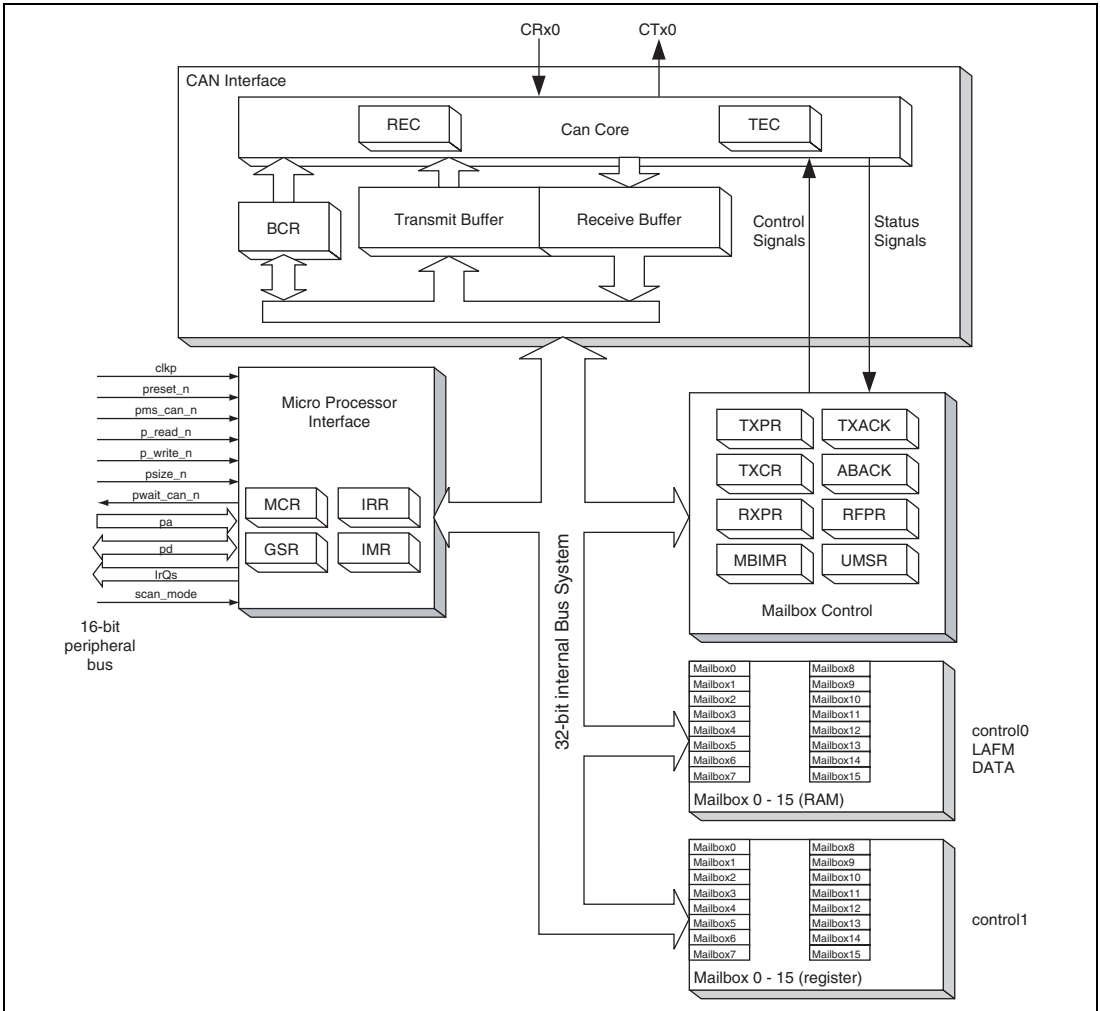 CRx0
CTx0
CAN Interface
REC
Can Core
TEC
BCR
Transmit Buffer
Receive Buffer
Control
Signals
Status
Signals
clkp
preset_n
pms_can_n
p_read_n
p_write_n
psize_n
pwait_can_n
pa
pd
IrQs
scan_mode
16-bit
peripheral
bus
Micro Processor
Interface
MCR
IRR
GSR
IMR
32-bit internal Bus System
TXPR
TXACK
TXCR
ABACK
RXPR
RFPR
MBIMR
UMSR
Mailbox Control
Mailbox0
Mailbox1
Mailbox2
Mailbox3
Mailbox4
Mailbox5
Mailbox6
Mailbox7
Mailbox8
Mailbox9
Mailbox10
Mailbox11
Mailbox12
Mailbox13
Mailbox14
Mailbox15
Mailbox 0 - 15 (RAM)
control0
LAFM
DATA
Mailbox0
Mailbox1
Mailbox2
Mailbox3
Mailbox4
Mailbox5
Mailbox6
Mailbox7
Mailbox8
Mailbox9
Mailbox10
Mailbox11
Mailbox12
Mailbox13
Mailbox14
Mailbox15
Mailbox 0 - 15 (register)
control1